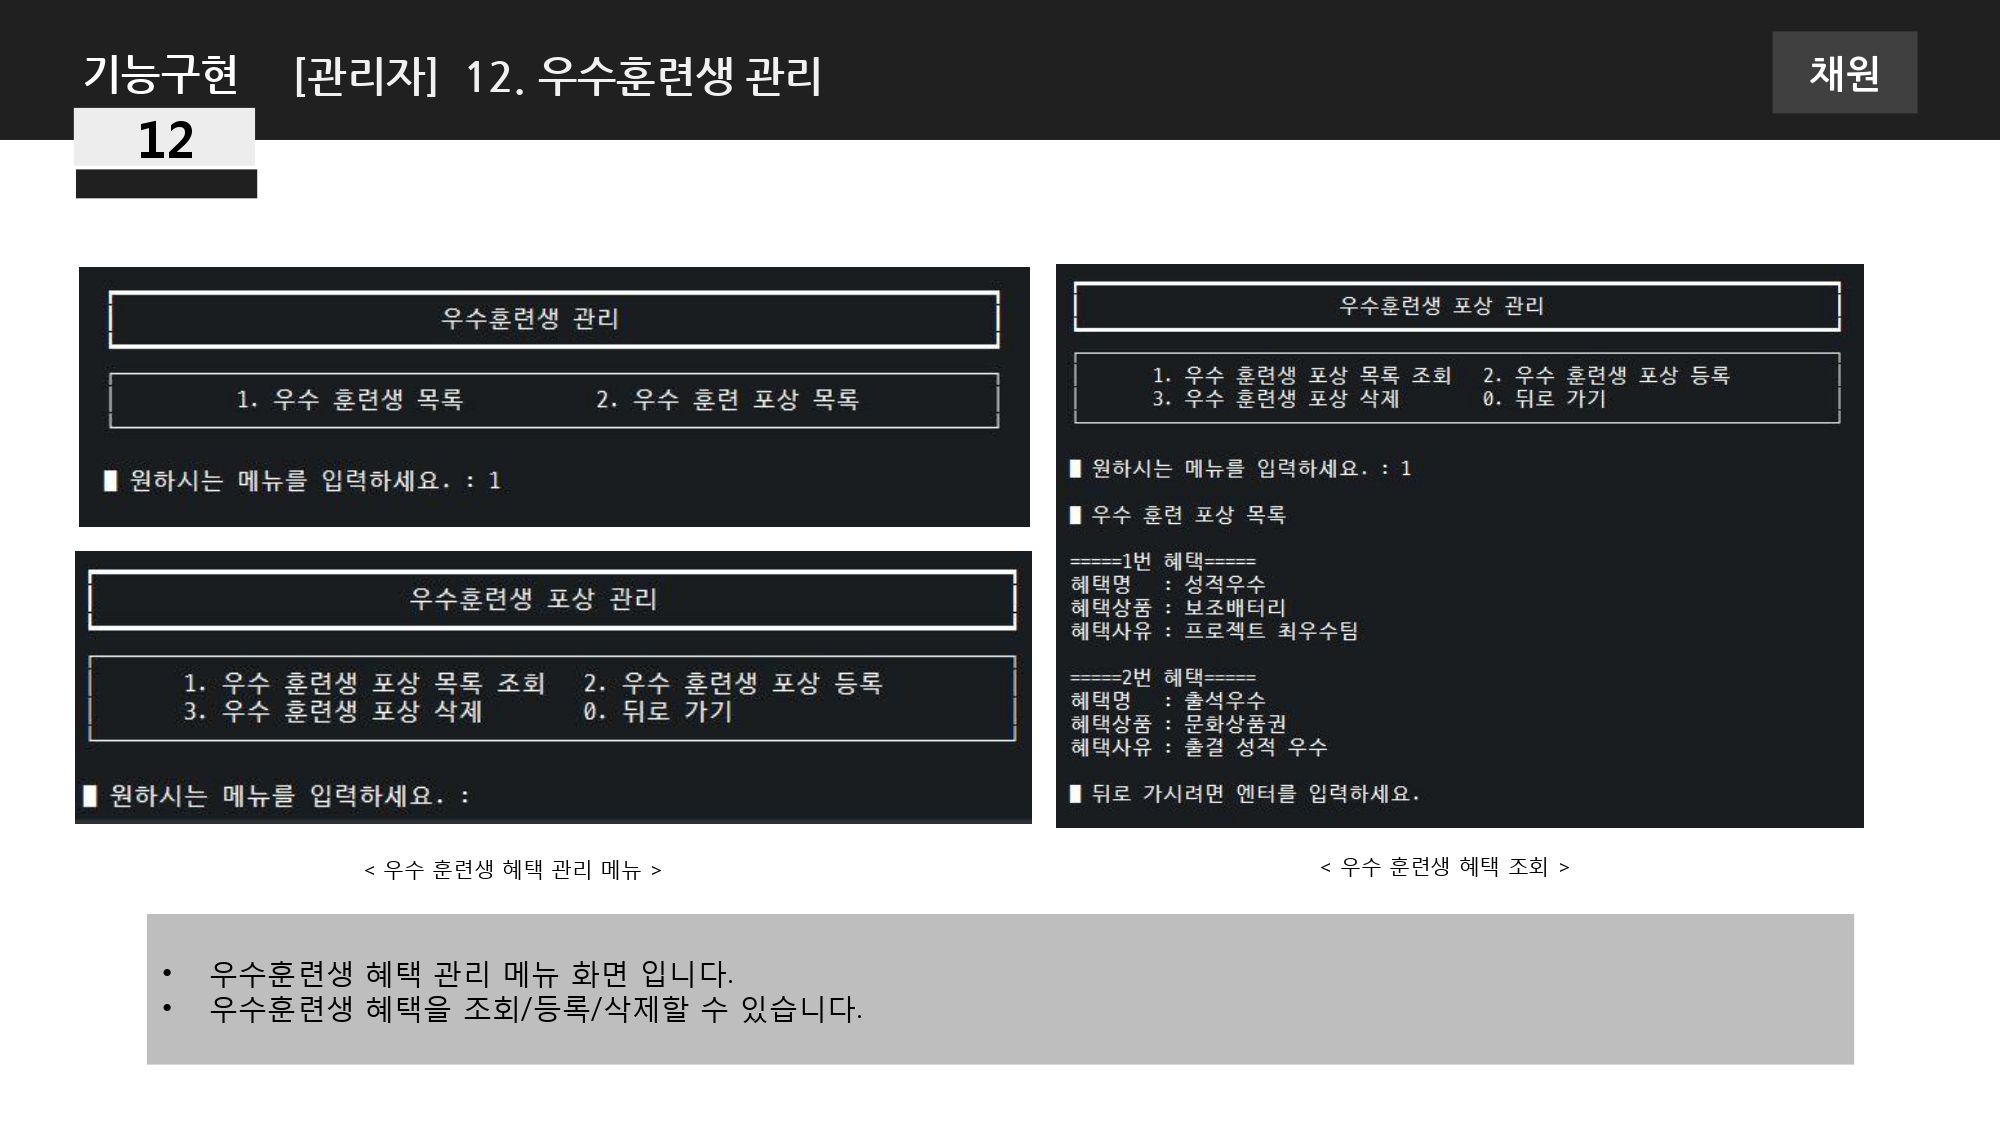 기능구현 [관리자] 12. 우수훈련생 관리
채원
12
우수훈련생 관리
1. 우수 훈련생 목록 2. 우수 훈련 포상 목록
원하시는 메뉴를 입력하세요. : 1
우수훈련생 포상 관리
1. 우수 훈련생 포상 목록 조회 2. 우수 훈련생 포상 등록
3. 우수 훈련생 포상 삭제 0. 뒤로 가기
원하시는 메뉴를 입력하세요. :
< 우수 훈련생 혜택 관리 메뉴 >
우수훈련생 포상 관리
1. 우수 훈련생 포상 목록 조회 2. 우수 훈련생 포상 등록
3. 우수 훈련생 포상 삭제 0. 뒤로 가기
원하시는 메뉴를 입력하세요. : 1
우수 훈련 포상 목록
=====1번 혜택=====
혜택명 : 성적우수
혜택상품 : 보조배터리
혜택사유 : 프로젝트 최우수팀
=====2번 혜택=====
혜택명 : 출석우수
혜택상품 : 문화상품권
혜택사유 : 출결 성적 우수
뒤로 가시려면 엔터를 입력하세요.
< 우수 훈련생 혜택 조회 >
• 우수훈련생 혜택 관리 메뉴 화면 입니다.
• 우수훈련생 혜택을 조회/등록/삭제할 수 있습니다.